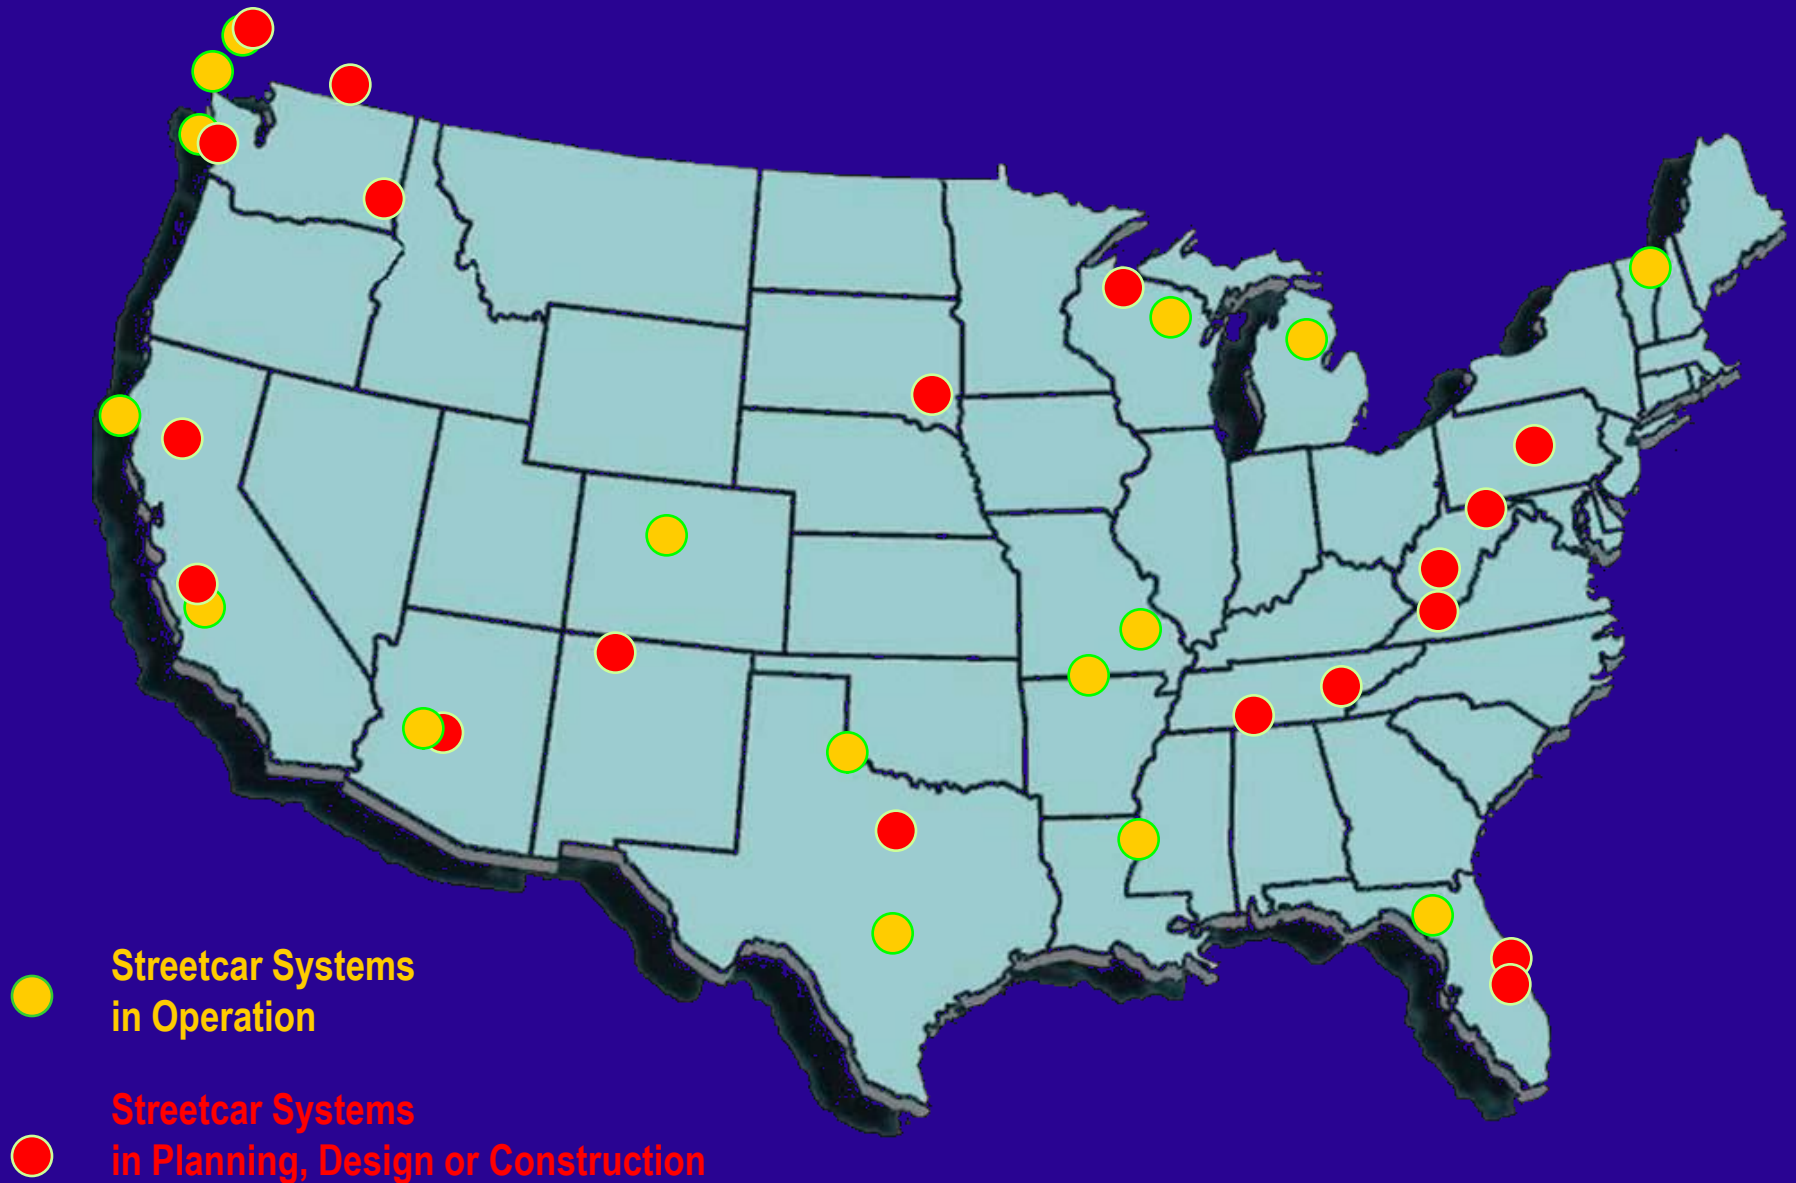 Streetcar Systems
in Operation
Streetcar Systems
in Planning, Design or Construction